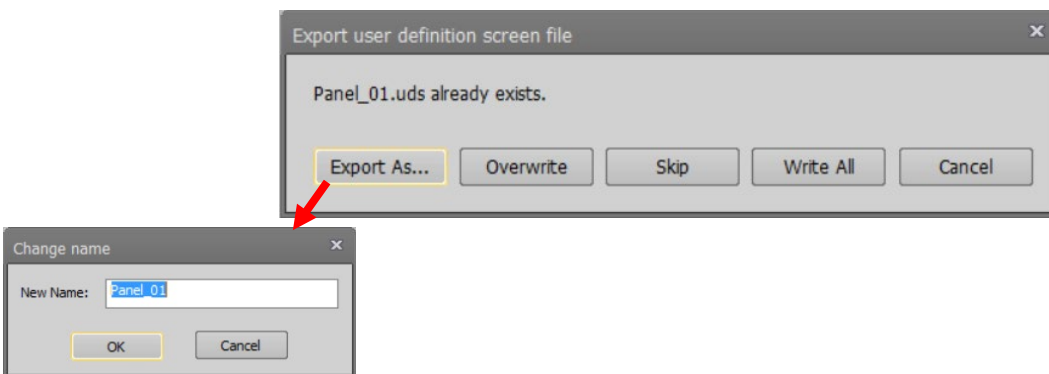 Export user definition screen file
Panel_01.uds already exists.
Export As... Overwrite Skip Write All Cancel
Change name
New Name: Panel_01
OK Cancel